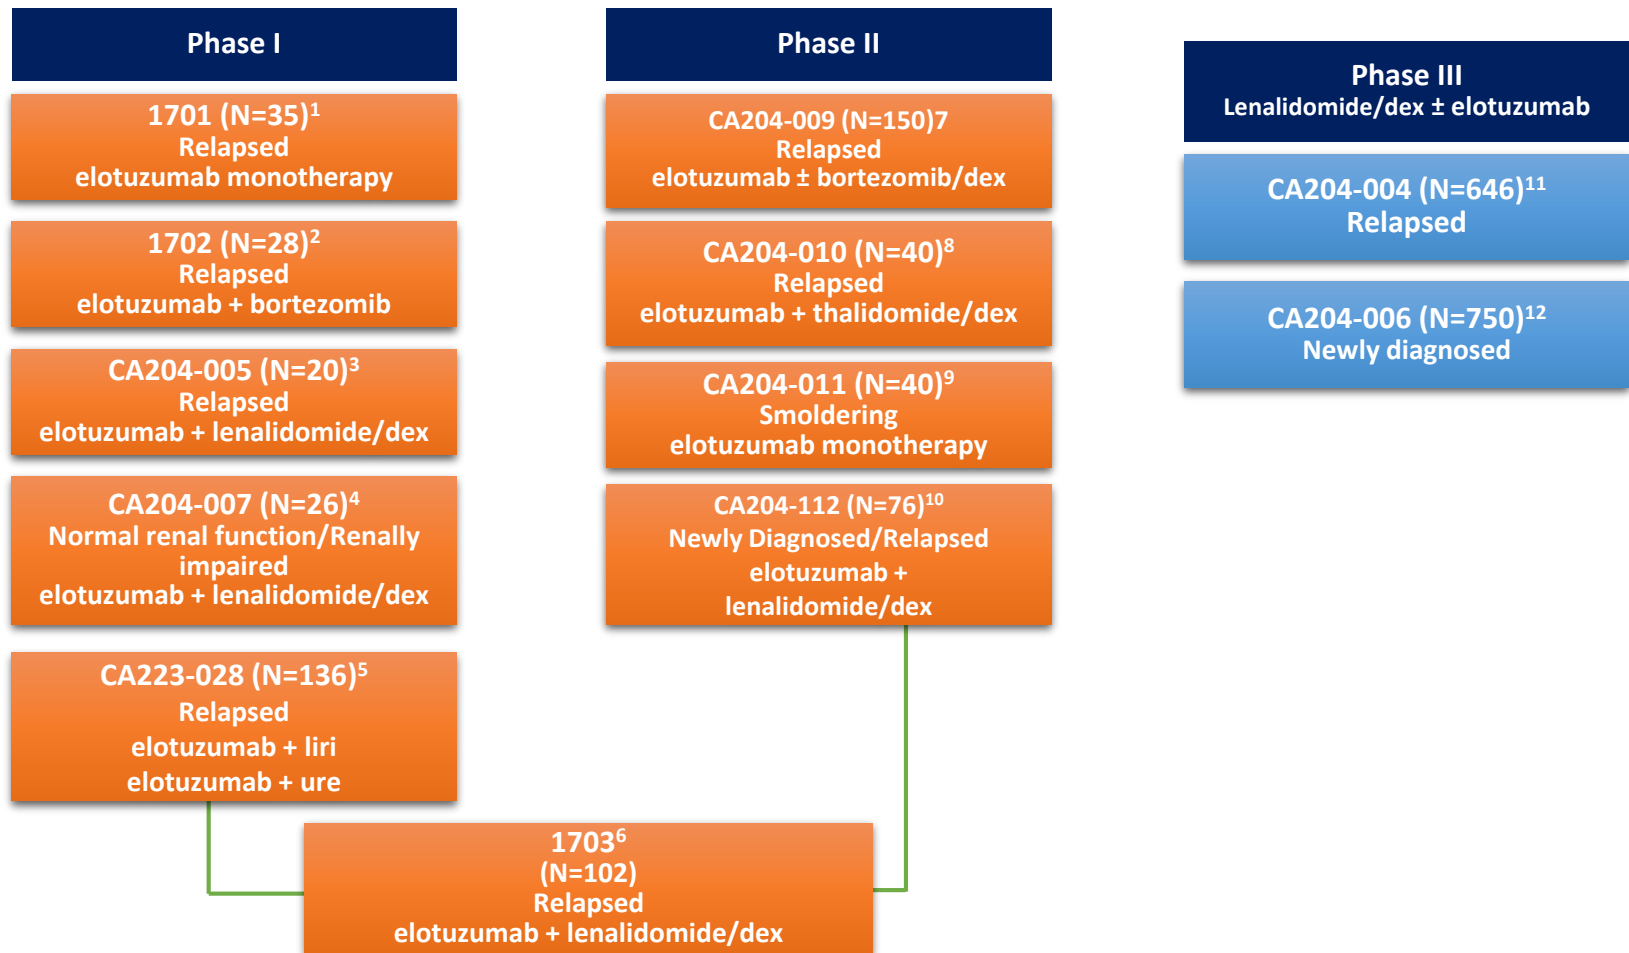 Phase I
1701 (N=35)1
Relapsed
elotuzumab monotherapy
1702 (N=28)2
Relapsed
elotuzumab + bortezomib
CA204-005 (N=20)3
Relapsed
elotuzumab + lenalidomide/dex
CA204-007 (N=26)4
Normal renal function/Renally
impaired
elotuzumab + lenalidomide/dex
CA223-028 (N=136)5
Relapsed
elotuzumab + liri
elotuzumab + ure
Phase II
CA204-009 (N=150)7
Relapsed
elotuzumab ± bortezomib/dex
CA204-010 (N=40)8
Relapsed
elotuzumab + thalidomide/dex
CA204-011 (N=40)9
Smoldering
elotuzumab monotherapy
CA204-112 (N=76)10
Newly Diagnosed/Relapsed
elotuzumab +
lenalidomide/dex
17036
(N=102)
Relapsed
elotuzumab + lenalidomide/dex
Phase III
Lenalidomide/dex ± elotuzumab
CA204-004 (N=646)11
Relapsed
CA204-006 (N=750)12
Newly diagnosed